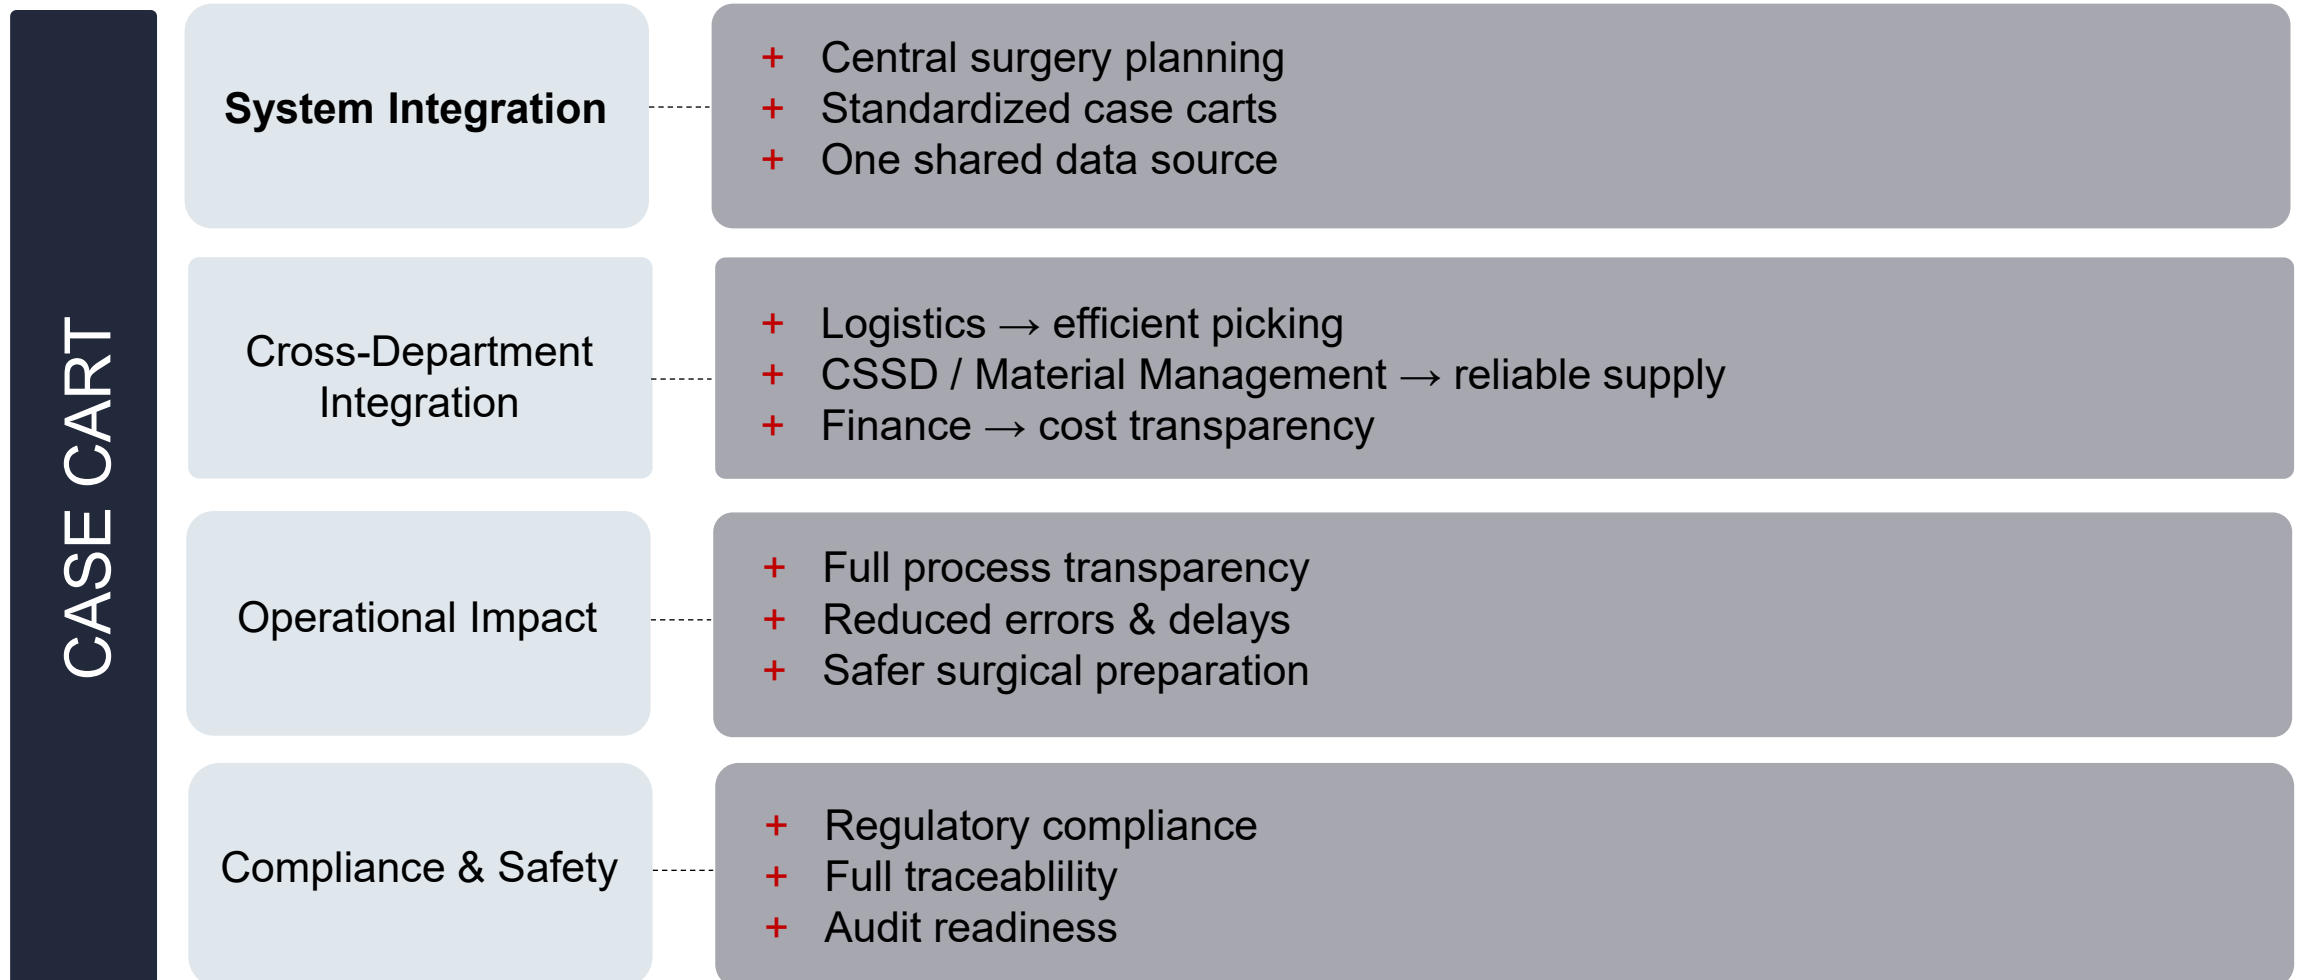 CASE CART
System Integration
+ Central surgery planning
+ Standardized case carts
+ One shared data source
Cross-Department
Integration
+ Logistics → efficient picking
+ CSSD / Material Management → reliable supply
+ Finance → cost transparency
Operational Impact
+ Full process transparency
+ Reduced errors & delays
+ Safer surgical preparation
Compliance & Safety
+ Regulatory compliance
+ Full traceablility
+ Audit readiness